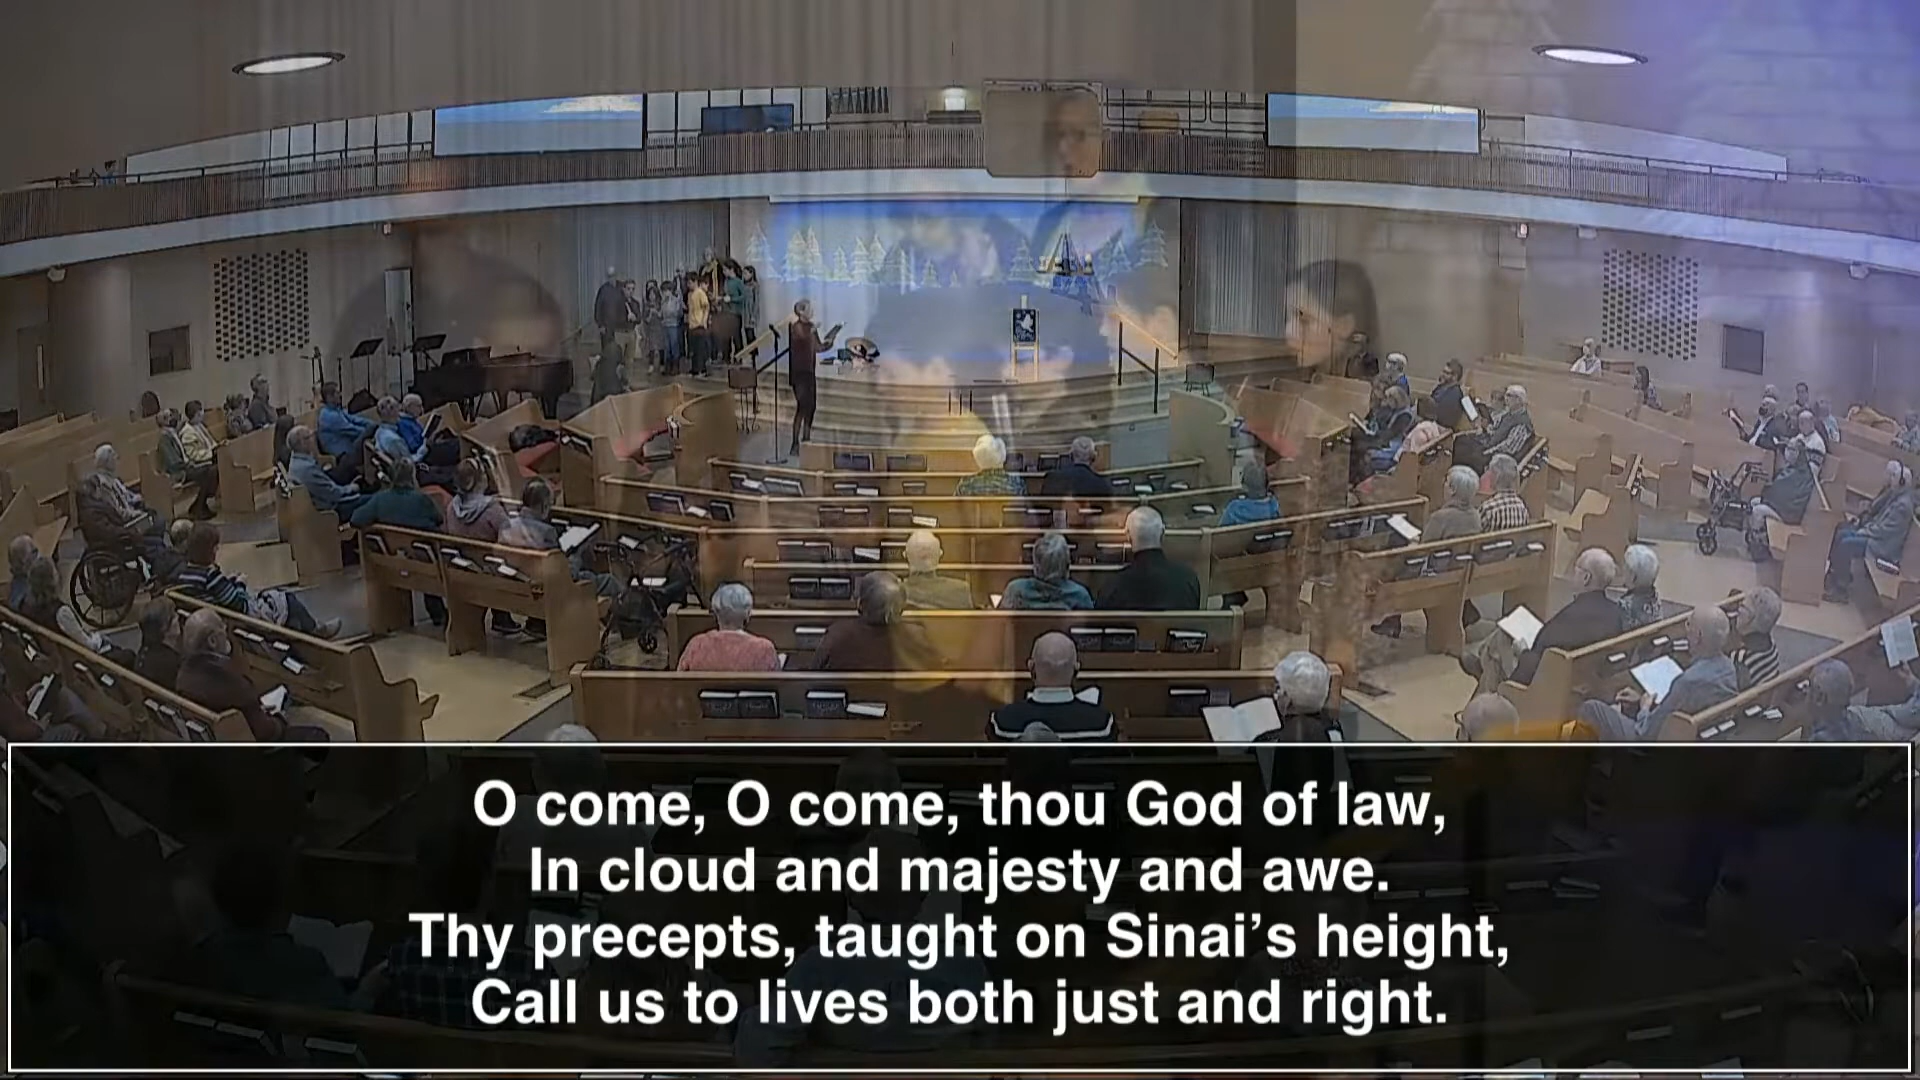 O come, O come, thou God of law,
In cloud and majesty and awe.
Thy precepts, taught on Sinai’s height,
Call us to lives both just and right.